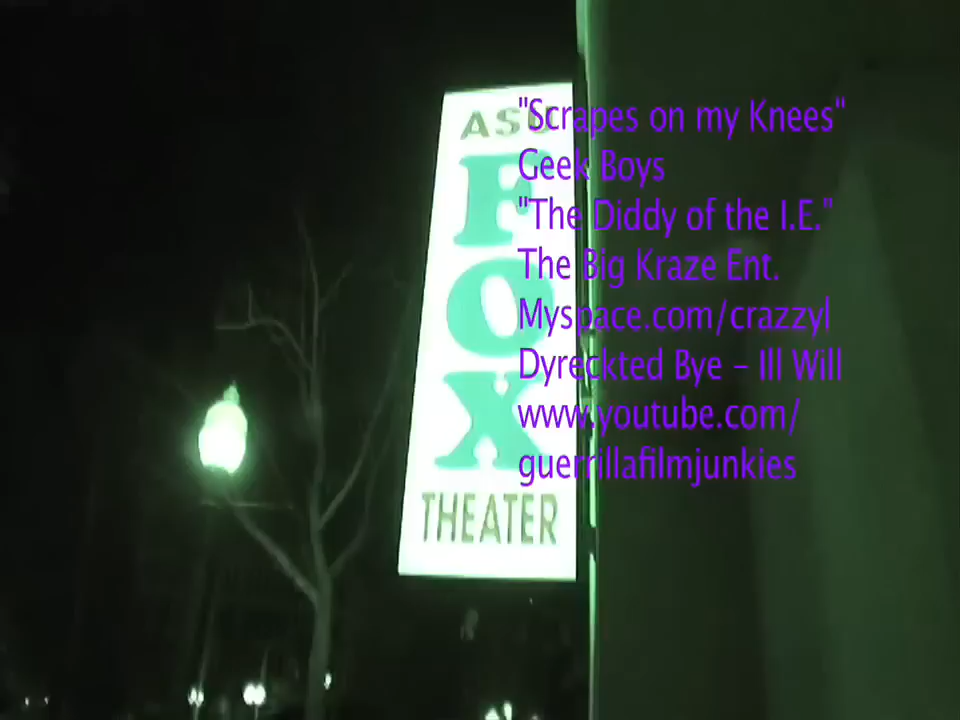 "Scrapes on my Knees"
Geek Boys
"The Diddy of the I.E."
The Big Kraze Ent.
Myspace.com/crazzyl
Dyreckted Bye – Ill Will
www.youtube.com/
guerrillafilmjunkies
ASU
FOX
THEATER